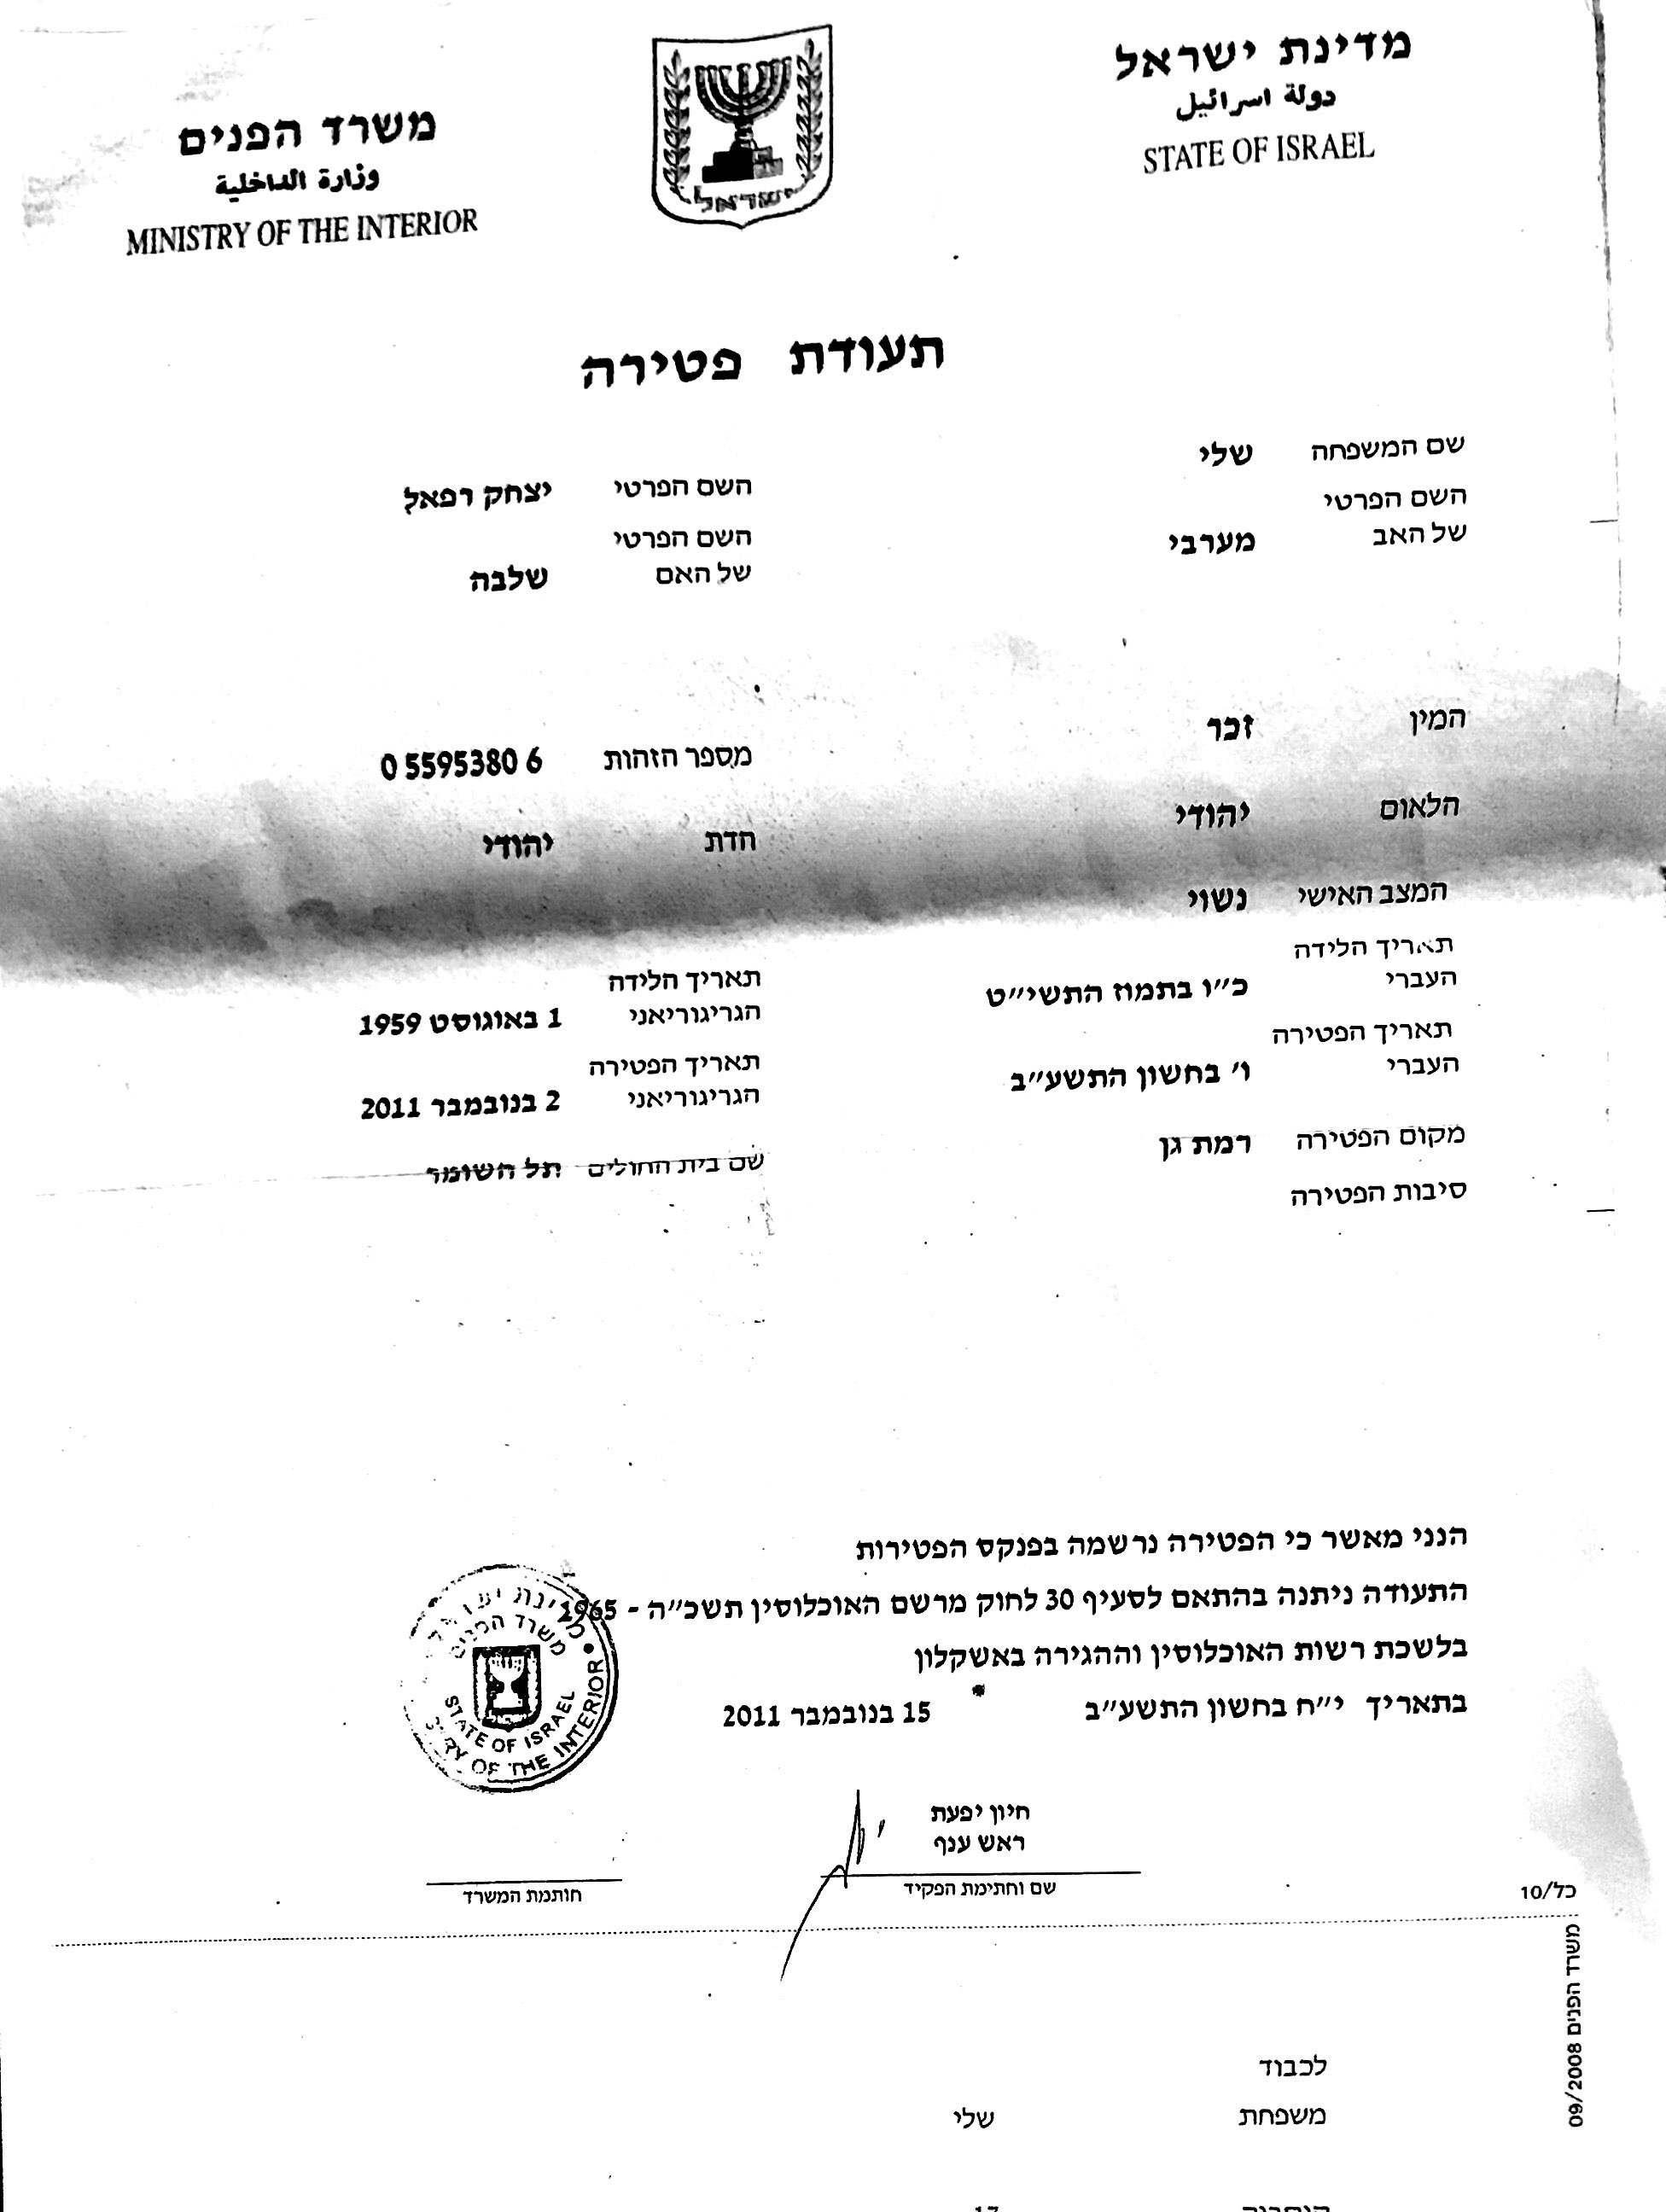 מדינת ישראל
دولة اسرائيل
STATE OF ISRAEL
ישראל
משרד הפנים
وزارة الداخلية
MINISTRY OF THE INTERIOR
תעודת פטירה
שם המשפחה שלי
השם הפרטי יצחק רפאל
השם הפרטי
של האב מערבי
השם הפרטי
של האם שלבה
המין זכר
מספר הזהות 0 5595380 6
הלאום יהודי
הדת יהודי
המצב האישי נשוי
תאריך הלידה
העברי כ״ו בתמוז התשי״ט
תאריך הלידה
הגריגוריאני 1 באוגוסט 1959
תאריך הפטירה
העברי ו׳ בחשון התשע״ב
תאריך הפטירה
הגריגוריאני 2 בנובמבר 2011
מקום הפטירה רמת גן
שם בית החולים תל השומר
סיבות הפטירה
הנני מאשר כי הפטירה נרשמה בפנקס הפטירות
התעודה ניתנה בהתאם לסעיף 30 לחוק מרשם האוכלוסין תשכ״ה - 1965
בלשכת רשות האוכלוסין וההגירה באשקלון
בתאריך י״ח בחשון התשע״ב 15 בנובמבר 2011
משרד הפנים
STATE OF ISRAEL
OF THE INTERIOR
חיון יפעת
ראש ענף
שם וחתימת הפקיד
חותמת המשרד
כל/10
משרד הפנים 09/2008
לכבוד
משפחת שלי